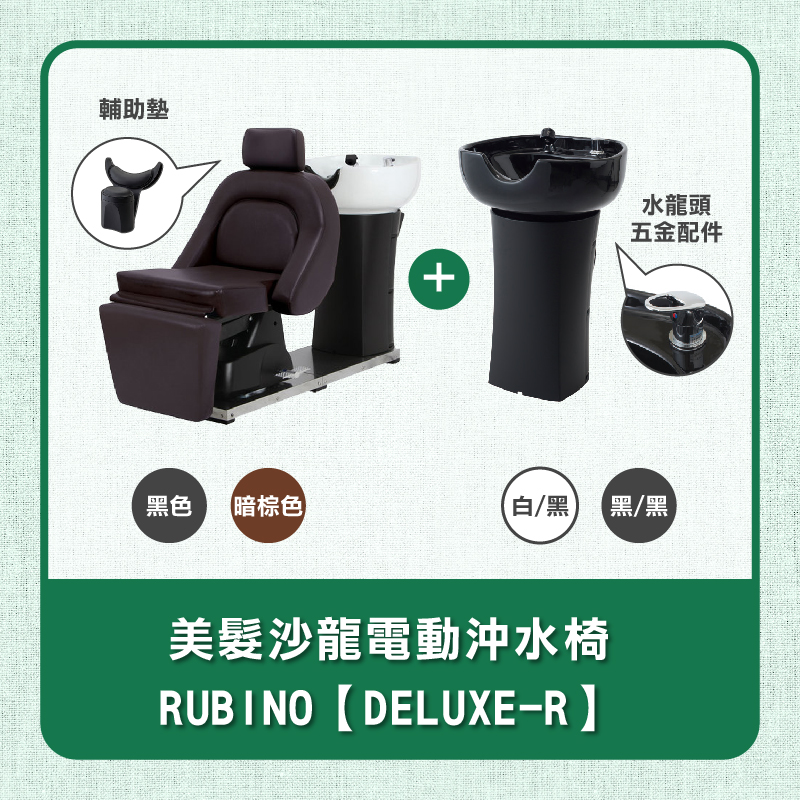 輔助墊
水龍頭
五金配件
+
黑色
暗棕色
白/黑
黑/黑
美髮沙龍電動沖水椅
RUBINO【DELUXE-R】